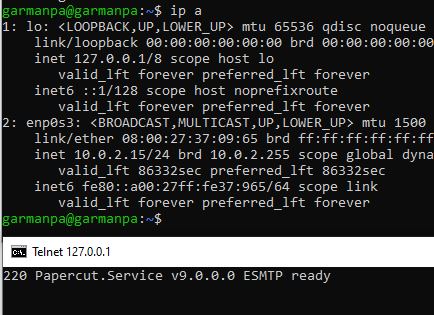 garmanpa@garmanpa:~$ ip a
1: lo: <LOOPBACK,UP,LOWER_UP> mtu 65536 qdisc noqueue
link/loopback 00:00:00:00:00:00 brd 00:00:00:00:00
inet 127.0.0.1/8 scope host lo
valid_lft forever preferred_lft forever
inet6 ::1/128 scope host noprefixroute
valid_lft forever preferred_lft forever
2: enp0s3: <BROADCAST,MULTICAST,UP,LOWER_UP> mtu 1500
link/ether 08:00:27:37:09:65 brd ff:ff:ff:ff:ff:ff
inet 10.0.2.15/24 brd 10.0.2.255 scope global dyna
valid_lft 86332sec preferred_lft 86332sec
inet6 fe80::a00:27ff:fe37:965/64 scope link
valid_lft forever preferred_lft forever
garmanpa@garmanpa:~$
Telnet 127.0.0.1
220 Papercut.Service v9.0.0.0 ESMTP ready